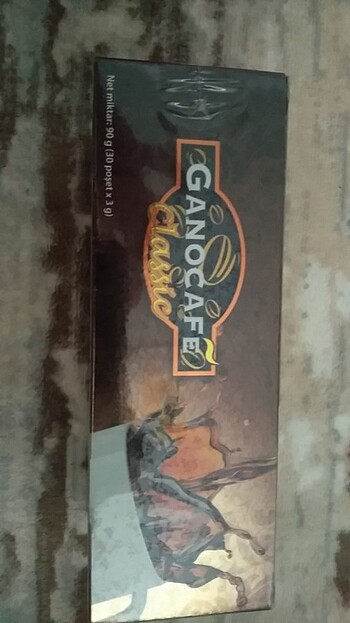 GANOCAFE
Classic
Net miktar: 90 g (30 poşet x 3 g)